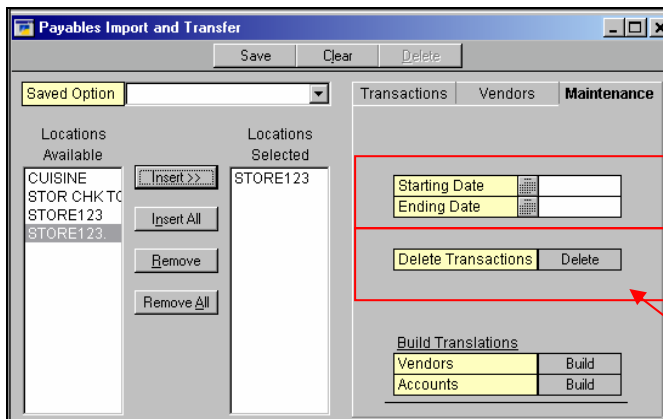 Payables Import and Transfer
Save Clear Delete
Saved Option
Transactions Vendors Maintenance
Locations Available
Locations Selected
CUISINE
STOR CHK TO
STORE123
STORE123.
Insert >>
Insert All
Remove
Remove All
STORE123
Starting Date
Ending Date
Delete Transactions Delete
Build Translations
Vendors Build
Accounts Build